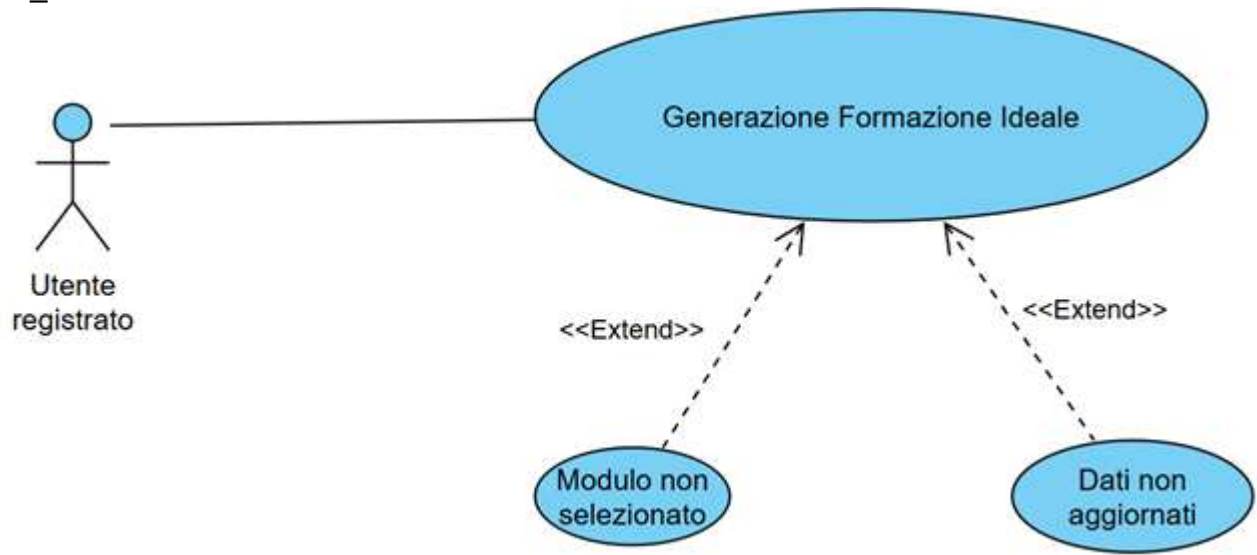 Generazione Formazione Ideale
Utente
registrato
<<Extend>>
<<Extend>>
Modulo non
selezionato
Dati non
aggiornati